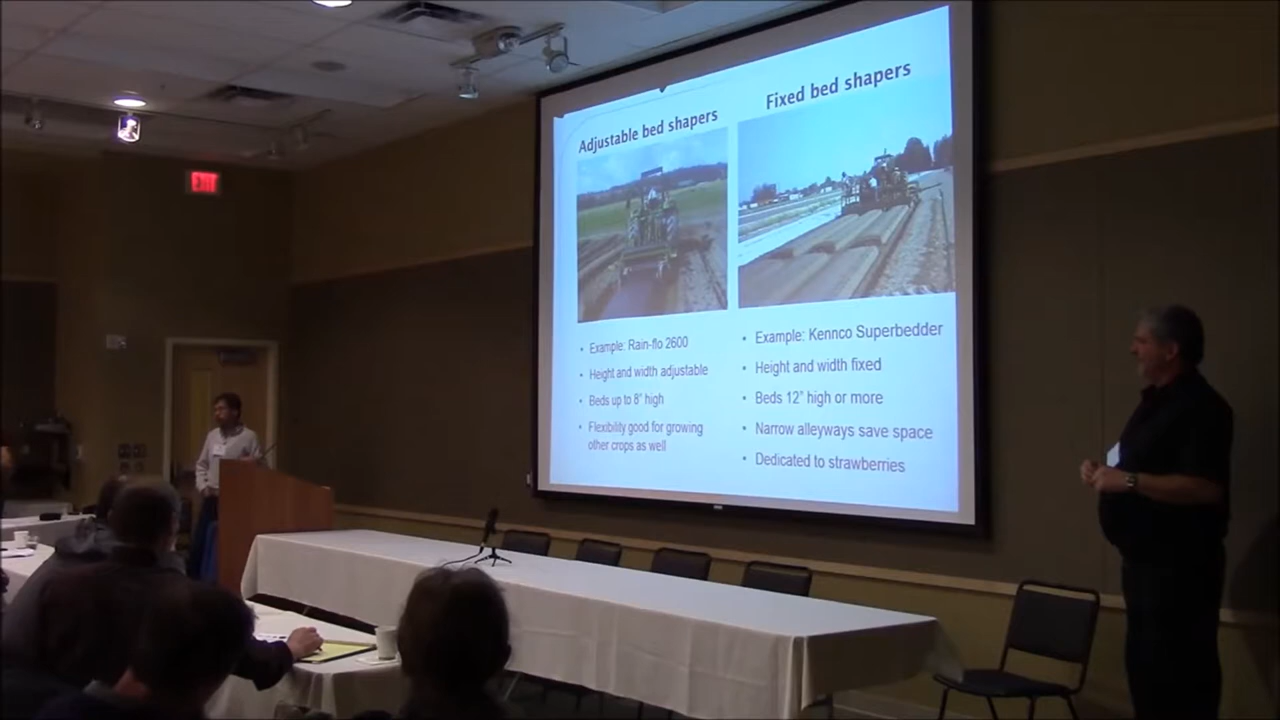 EXIT
Adjustable bed shapers
• Example: Rain-flo 2600
• Height and width adjustable
• Beds up to 8" high
• Flexibility good for growing
other crops as well
Fixed bed shapers
• Example: Kennco Superbedder
• Height and width fixed
• Beds 12" high or more
• Narrow alleyways save space
• Dedicated to strawberries